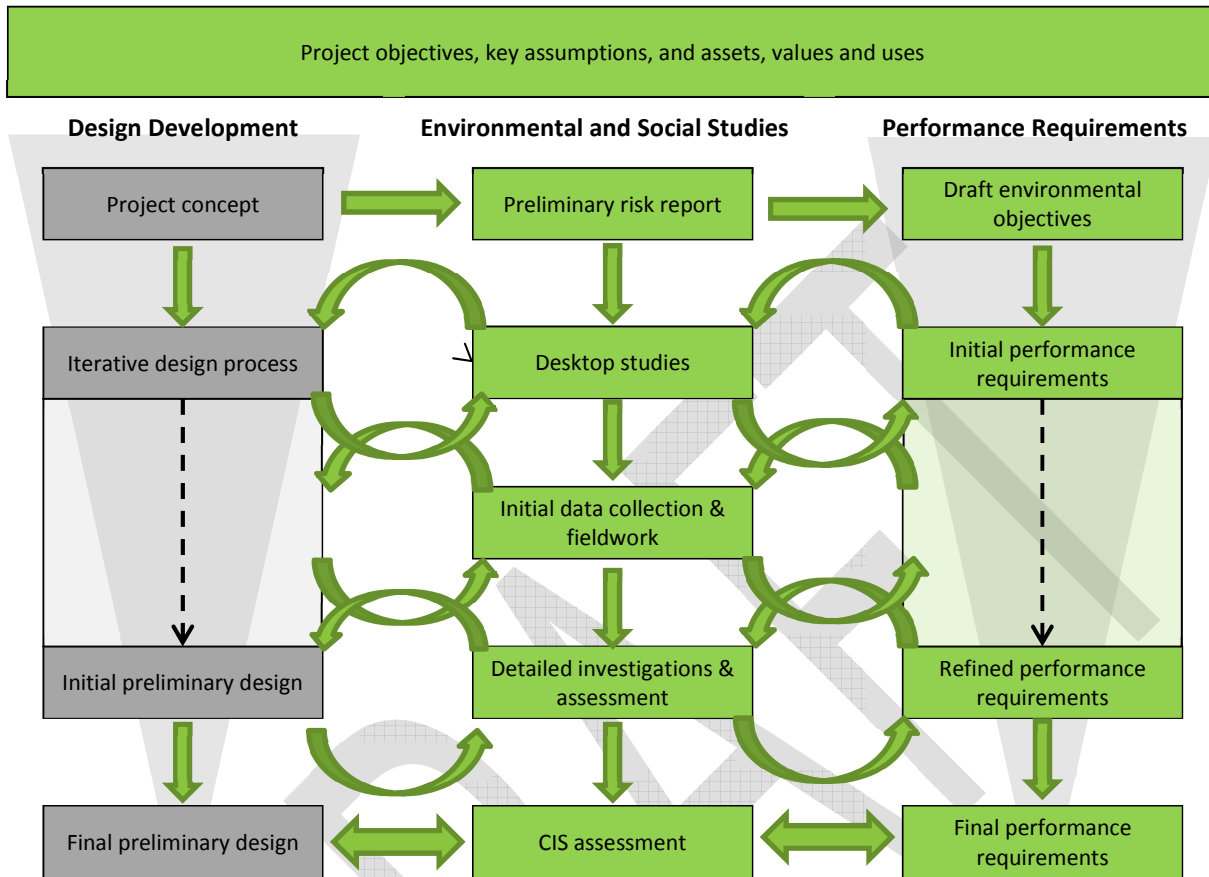 Project objectives, key assumptions, and assets, values and uses
Design Development
Environmental and Social Studies
Performance Requirements
Project concept
Preliminary risk report
Draft environmental
objectives
Iterative design process
Desktop studies
Initial performance
requirements
Initial data collection &
fieldwork
Initial preliminary design
Detailed investigations &
assessment
Refined performance
requirements
Final preliminary design
CIS assessment
Final performance
requirements